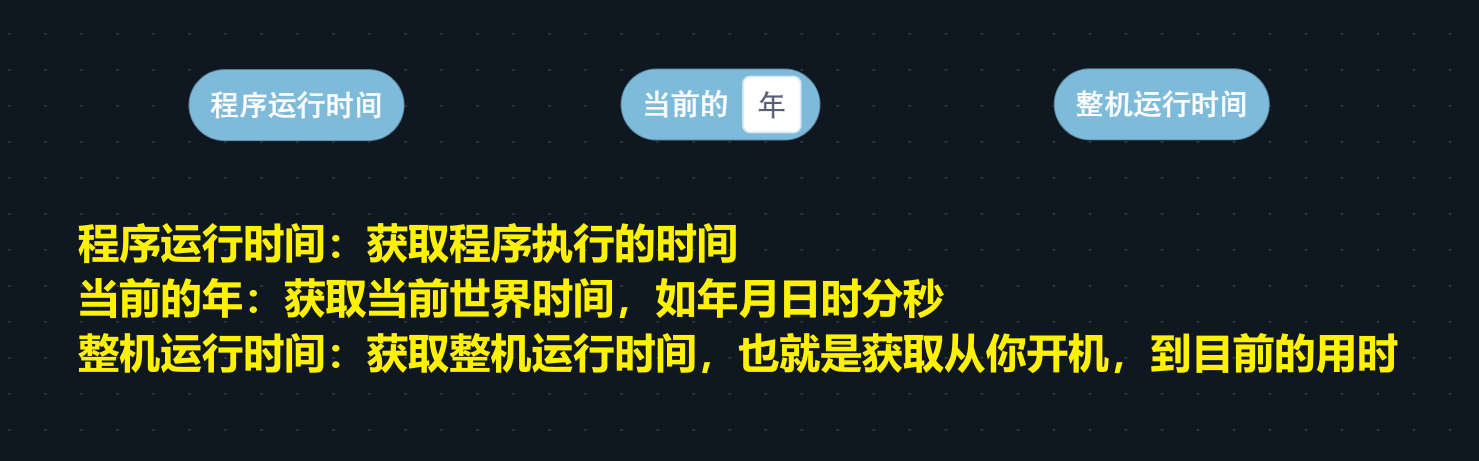 程序运行时间
当前的 年
整机运行时间
程序运行时间：获取程序执行的时间
当前的年：获取当前世界时间，如年月日时分秒
整机运行时间：获取整机运行时间，也就是获取从你开机，到目前的用时